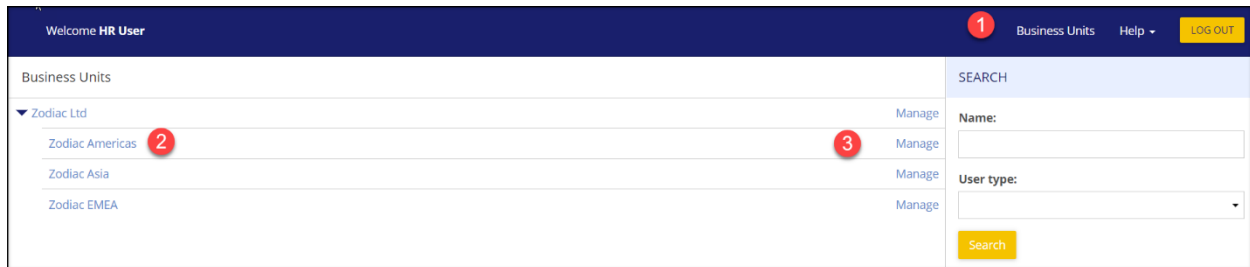 Welcome HR User
1 Business Units Help LOG OUT
Business Units
Zodiac Ltd Manage
Zodiac Americas 2 3 Manage
Zodiac Asia Manage
Zodiac EMEA Manage
SEARCH
Name:
User type:
Search